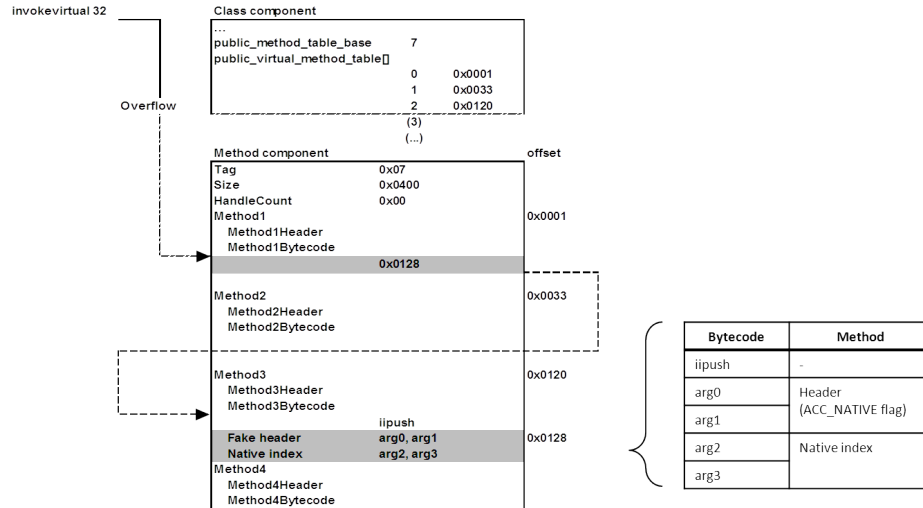 invokevirtual 32
Overflow
Class component
...
public_method_table_base 7
public_virtual_method_table[]
0 0x0001
1 0x0033
2 0x0120
(3)
(...)
Method component offset
Tag 0x07
Size 0x0400
HandleCount 0x00
Method1 0x0001
Method1Header
Method1Bytecode
0x0128
Method2 0x0033
Method2Header
Method2Bytecode
Method3 0x0120
Method3Header
Method3Bytecode
iipush
Fake header arg0, arg1 0x0128
Native index arg2, arg3
Method4
Method4Header
Method4Bytecode
Bytecode Method
iipush -
arg0 Header
(ACC_NATIVE flag)
arg1
arg2 Native index
arg3